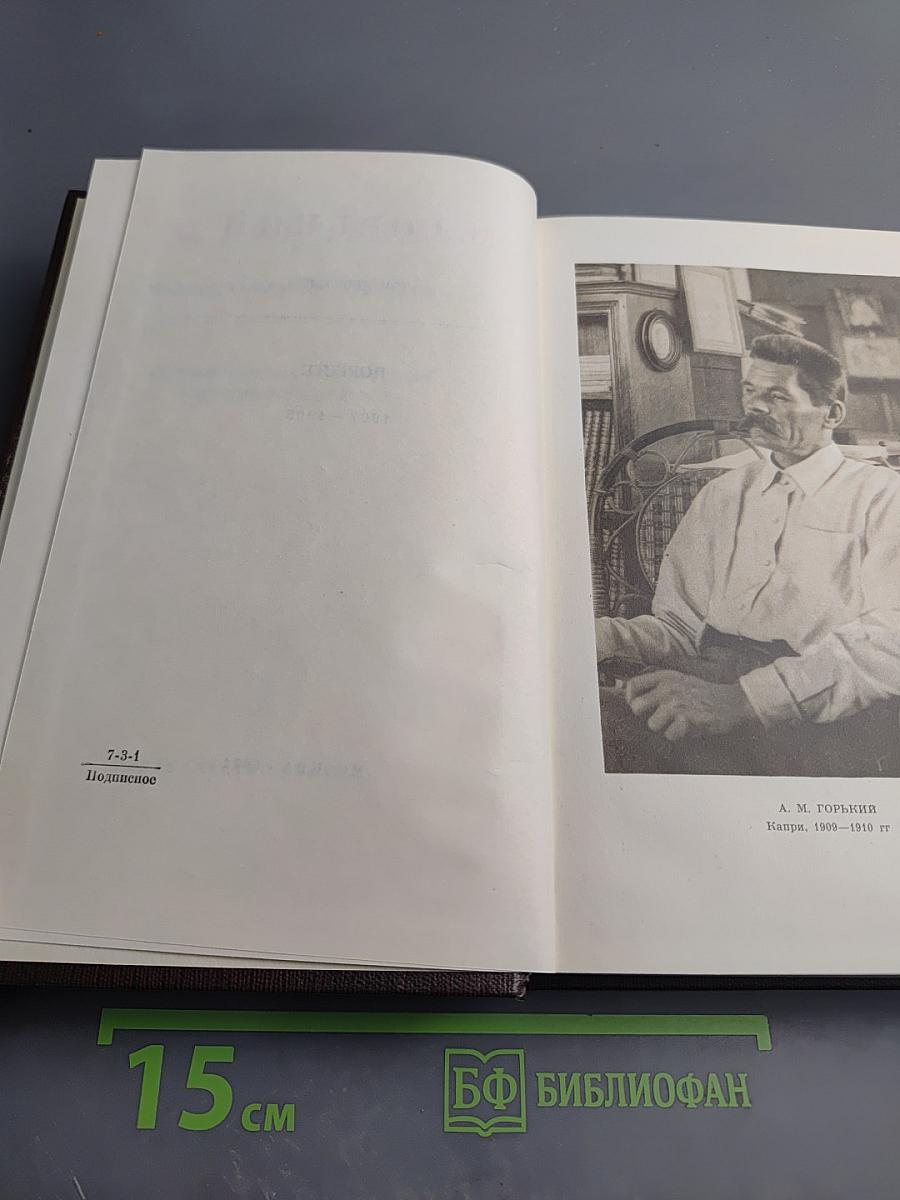 7-3-1
Подписное
А. М. ГОРЬКИЙ
Капри, 1909—1910 гг
15 см
БФ БИБЛИОФАН